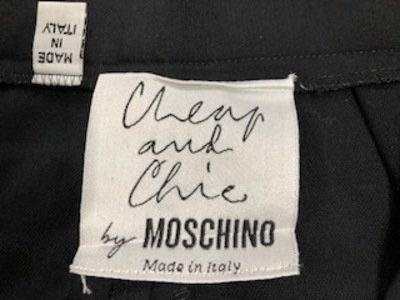 MADE
IN
ITALY
Cheap
and
Chic
by MOSCHINO
Made in Italy